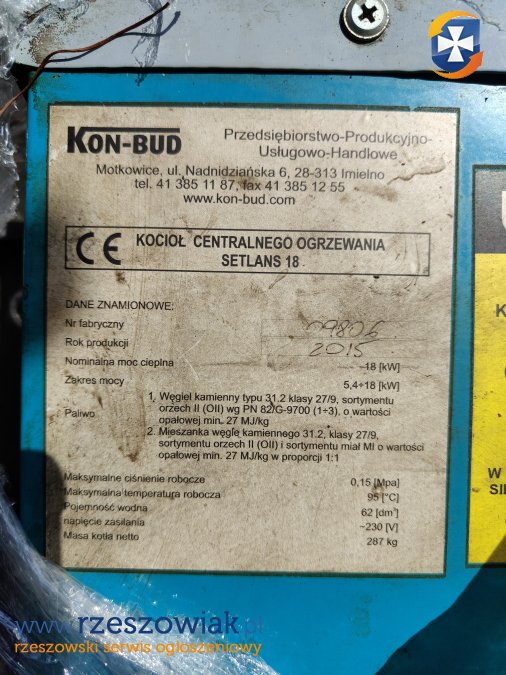 KON-BUD
Przedsiębiorstwo-Produkcyjno-
Usługowo-Handlowe
Motkowice, ul. Nadnidziańska 6, 28-313 Imielno
tel. 41 385 11 87, fax 41 385 12 55
www.kon-bud.com
CE
KOCIOŁ CENTRALNEGO OGRZEWANIA
SETLANS 18
DANE ZNAMIONOWE:
Nr fabryczny 09806
Rok produkcji 2015
Nominalna moc cieplna ~18 [kW]
Zakres mocy 5,4÷18 [kW]
Paliwo
1. Węgiel kamienny typu 31.2 klasy 27/9, sortymentu
orzech II (OII) wg PN 82/G-9700 (1÷3), o wartości
opałowej min. 27 MJ/kg
2. Mieszanka węgle kamiennego 31.2, klasy 27/9,
sortymentu orzech II (OII) i sortymentu miał MI o wartości
opałowej min. 27 MJ/kg w proporcji 1:1
Maksymalne ciśnienie robocze 0,15 [Mpa]
Maksymalna temperatura robocza 95 [°C]
Pojemność wodna 62 [dm³]
napięcie zasilania ~230 [V]
Masa kotła netto 287 kg
W
www.rzeszowiak.pl
rzeszowski serwis ogłoszeniowy